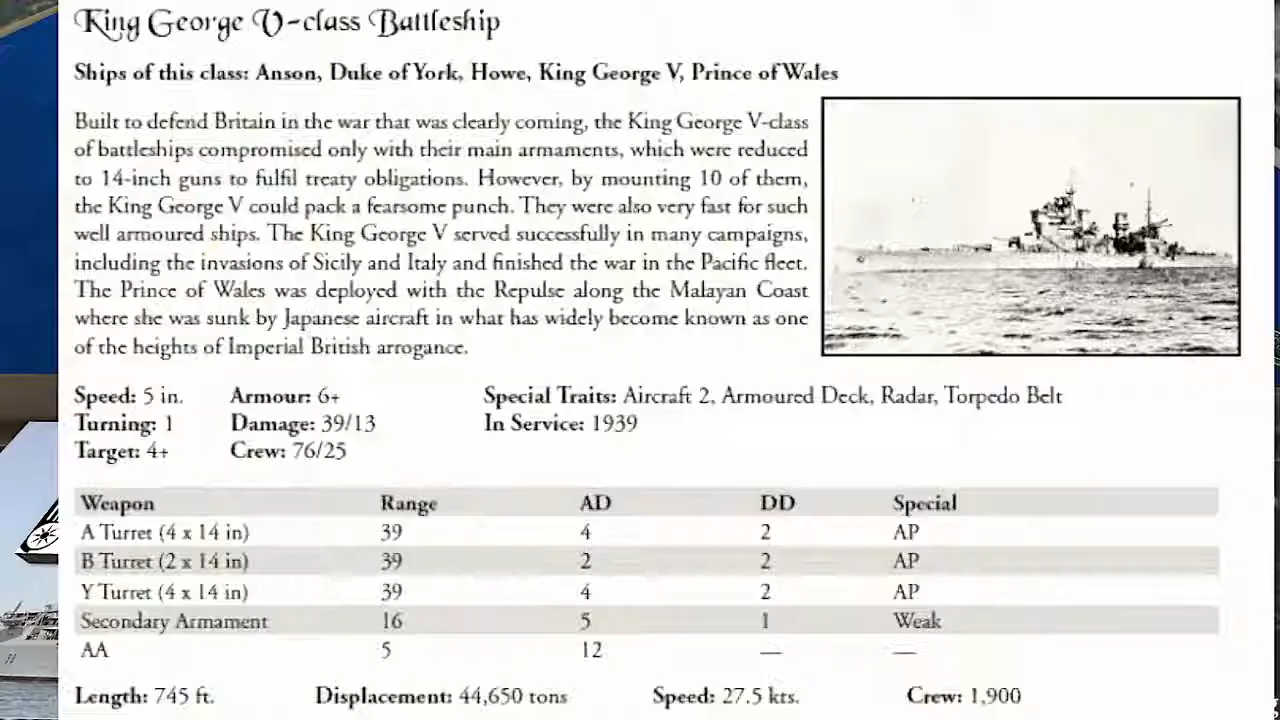 King George V-class Battleship
Ships of this class: Anson, Duke of York, Howe, King George V, Prince of Wales
Built to defend Britain in the war that was clearly coming, the King George V-class
of battleships compromised only with their main armaments, which were reduced
to 14-inch guns to fulfil treaty obligations. However, by mounting 10 of them,
the King George V could pack a fearsome punch. They were also very fast for such
well armoured ships. The King George V served successfully in many campaigns,
including the invasions of Sicily and Italy and finished the war in the Pacific fleet.
The Prince of Wales was deployed with the Repulse along the Malayan Coast
where she was sunk by Japanese aircraft in what has widely become known as one
of the heights of Imperial British arrogance.
Speed: 5 in. Armour: 6+ Special Traits: Aircraft 2, Armoured Deck, Radar, Torpedo Belt
Turning: 1 Damage: 39/13 In Service: 1939
Target: 4+ Crew: 76/25
Weapon Range AD DD Special
A Turret (4 x 14 in) 39 4 2 AP
B Turret (2 x 14 in) 39 2 2 AP
Y Turret (4 x 14 in) 39 4 2 AP
Secondary Armament 16 5 1 Weak
AA 5 12 — —
Length: 745 ft. Displacement: 44,650 tons Speed: 27.5 kts. Crew: 1,900